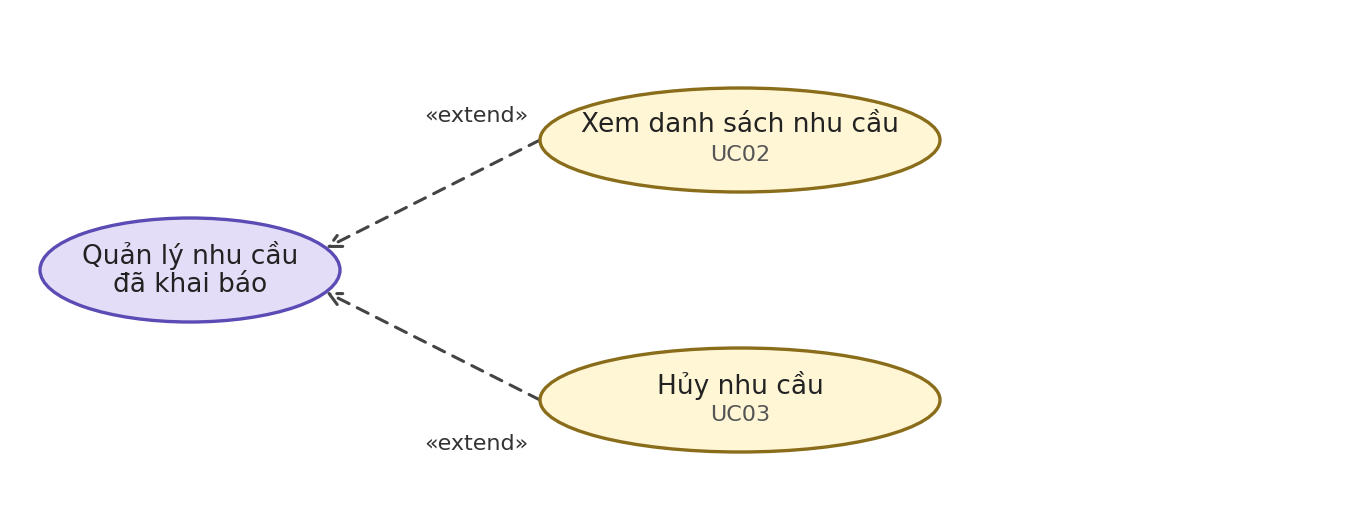 «extend»
Xem danh sách nhu cầu
UC02
Quản lý nhu cầu
đã khai báo
Hủy nhu cầu
UC03
«extend»